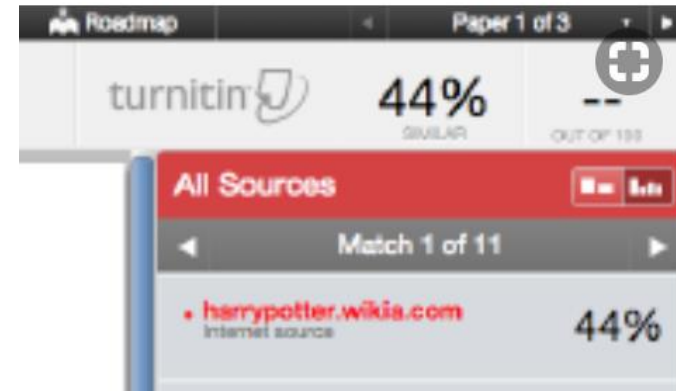 Roadmap
Paper 1 of 3
turnitin
44%
--
SIMILAR
OUT OF 100
All Sources
Match 1 of 11
• harrypotter.wikia.com
44%
Internet source